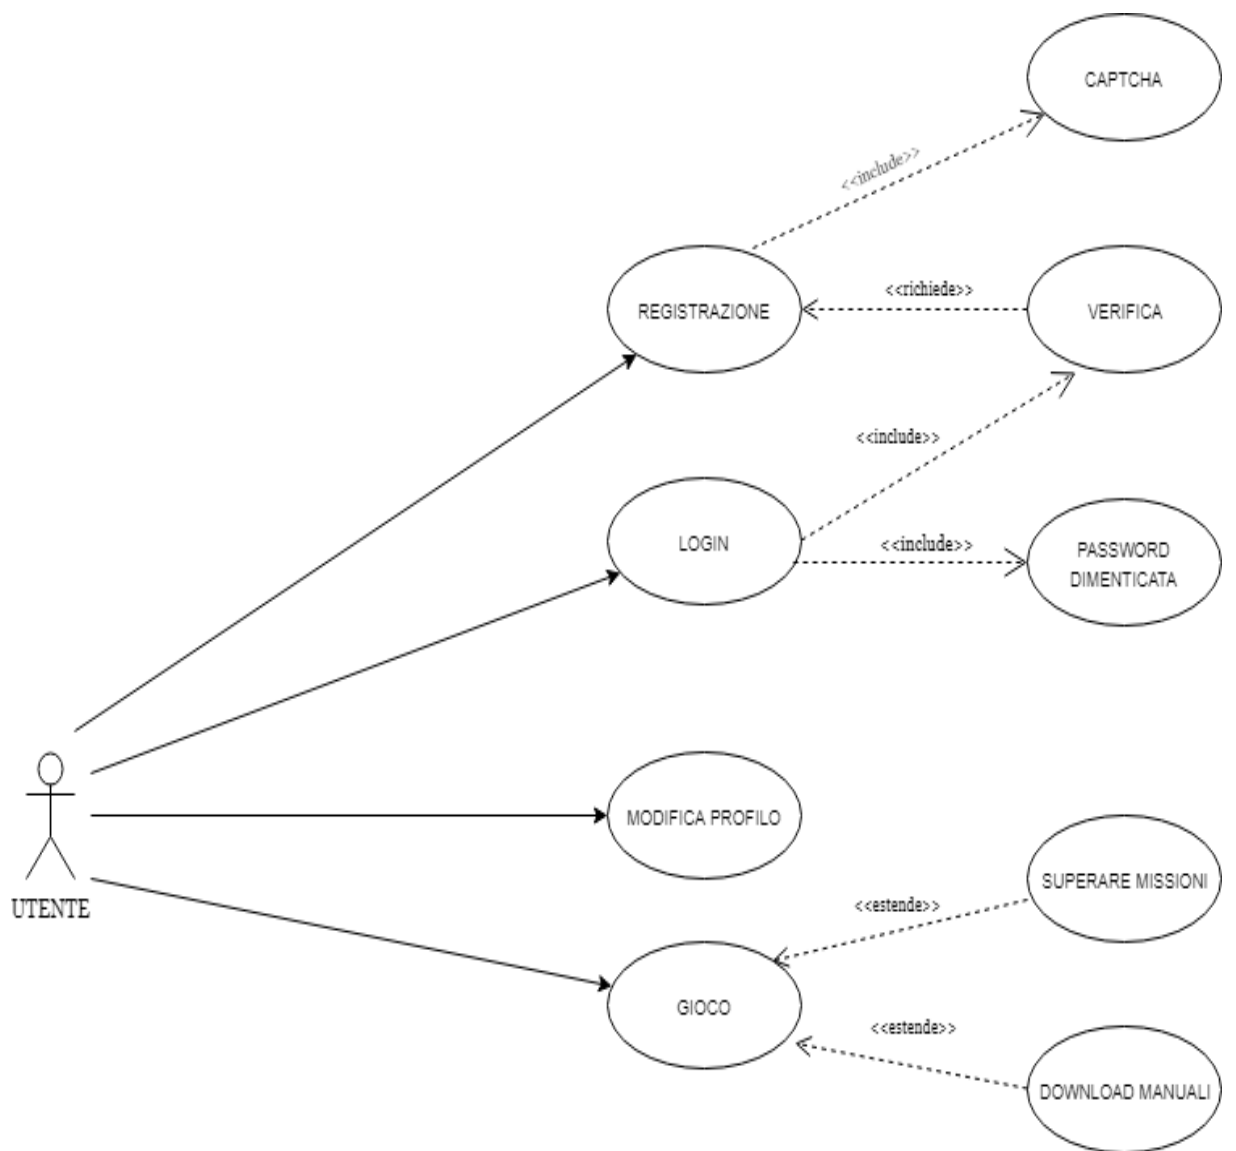 CAPTCHA
<<include>>
REGISTRAZIONE
<<richiede>>
VERIFICA
<<include>>
LOGIN
<<include>>
PASSWORD
DIMENTICATA
UTENTE
MODIFICA PROFILO
SUPERARE MISSIONI
<<estende>>
GIOCO
<<estende>>
DOWNLOAD MANUALI